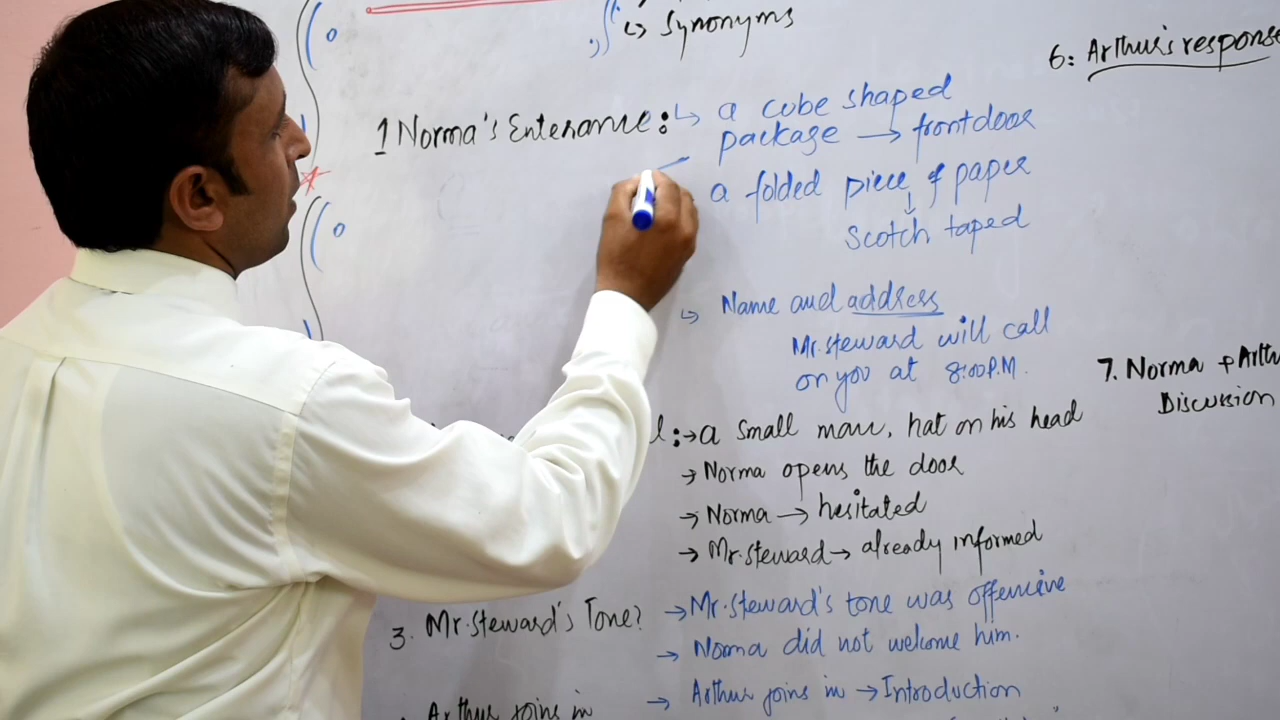 ↳ Synonyms
6: Arthur's response
1 Norma's Enterance: ↳ a cube shaped
package → frontdoor
a folded piece of paper
↓
Scotch taped
↳ Name and address
Mr. steward will call
on you at 8:00 P.M.
7. Norma + Arthu
Discussion
l: → a small man, hat on his head
→ Norma opens the door
→ Norma → hesitated
→ Mr. steward → already informed
3. Mr. Steward's Tone? → Mr. Steward's tone was offensive
→ Norma did not welcome him.
Arthur joins in → Arthur joins in → Introduction